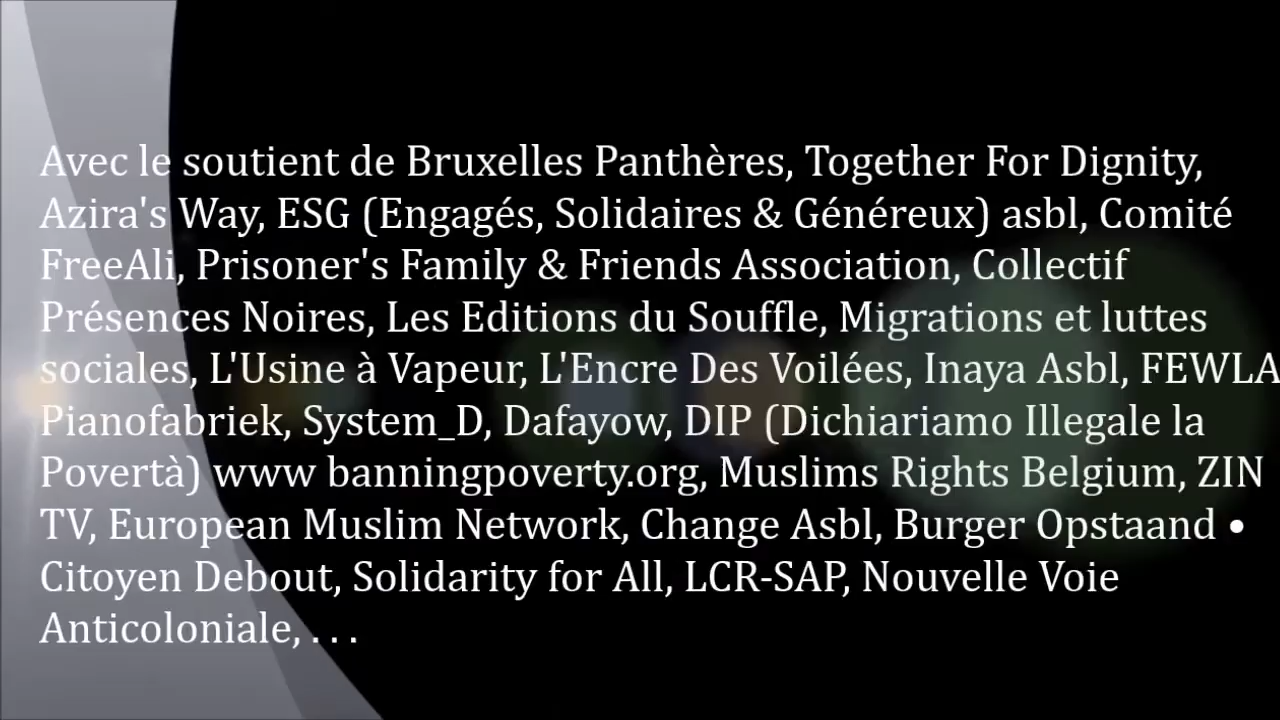 Avec le soutient de Bruxelles Panthères, Together For Dignity,
Azira's Way, ESG (Engagés, Solidaires & Généreux) asbl, Comité
FreeAli, Prisoner's Family & Friends Association, Collectif
Présences Noires, Les Editions du Souffle, Migrations et luttes
sociales, L'Usine à Vapeur, L'Encre Des Voilées, Inaya Asbl, FEWLA
Pianofabriek, System_D, Dafayow, DIP (Dichiariamo Illegale la
Povertà) www banningpoverty.org, Muslims Rights Belgium, ZIN
TV, European Muslim Network, Change Asbl, Burger Opstaand •
Citoyen Debout, Solidarity for All, LCR-SAP, Nouvelle Voie
Anticoloniale, . . .